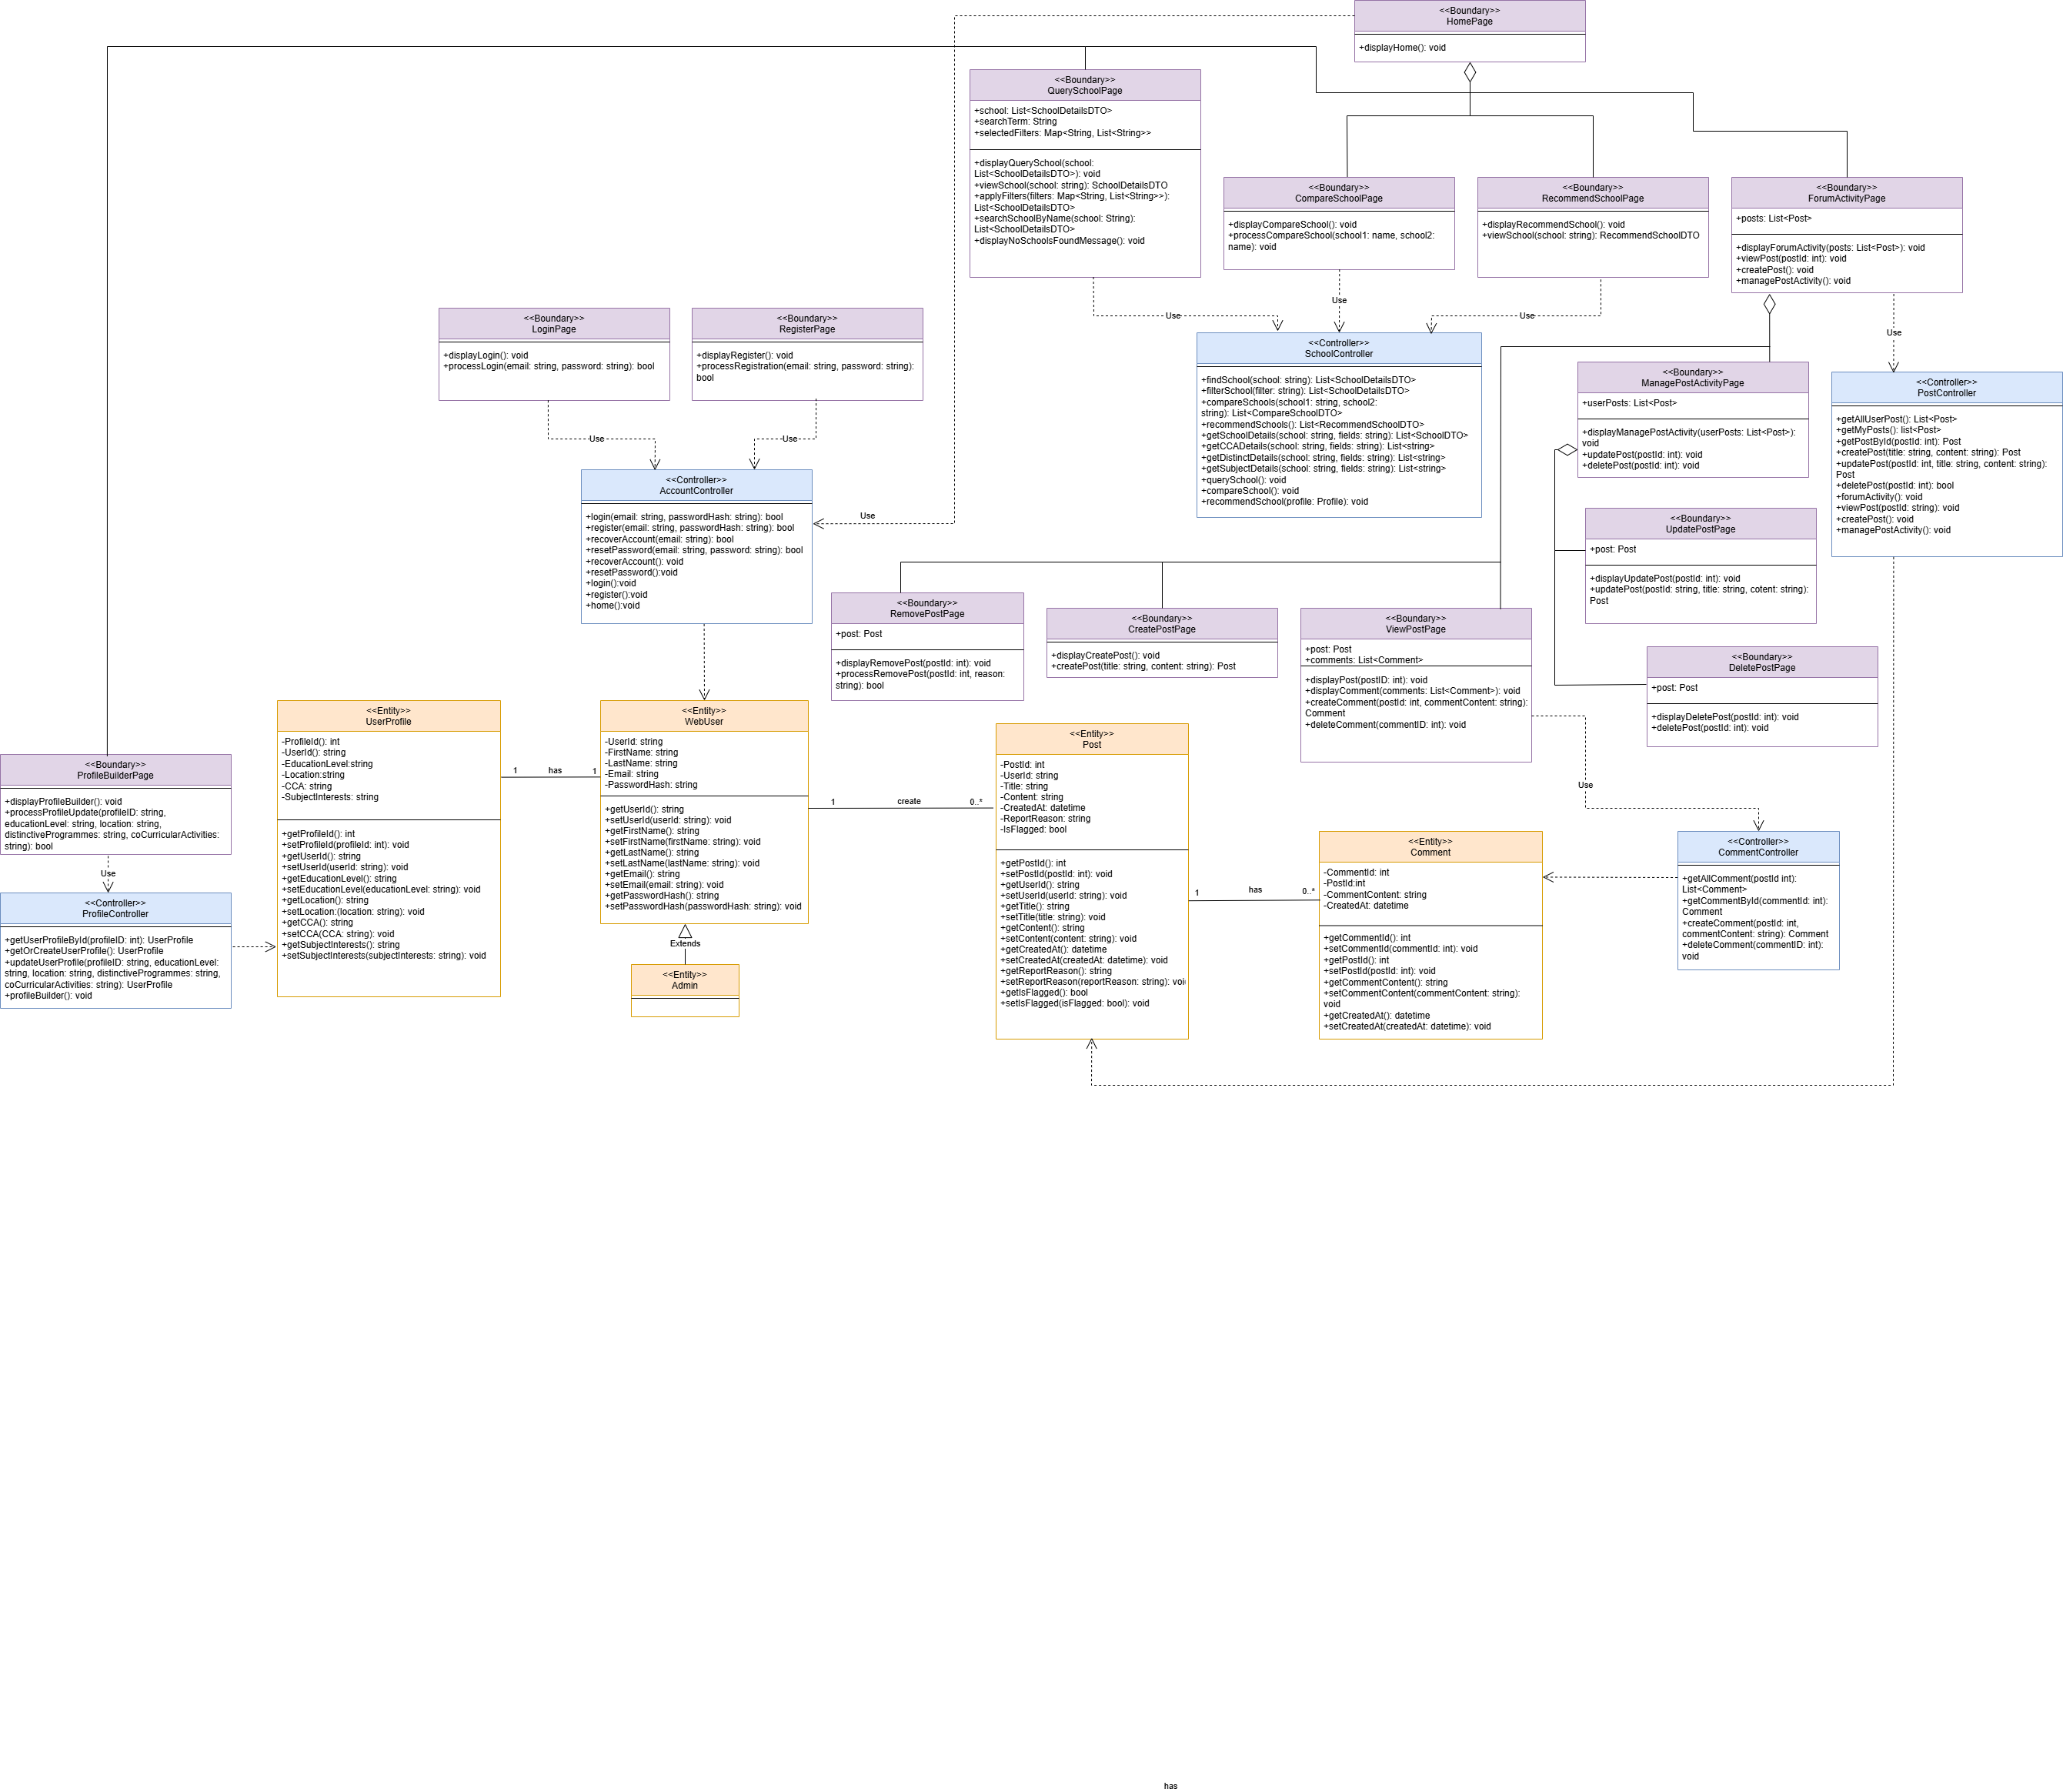 <<Boundary>>
HomePage
+displayHome(): void
<<Boundary>>
QuerySchoolPage
+school: List<SchoolDetailsDTO>
+searchTerm: String
+selectedFilters: Map<String, List<String>>
+displayQuerySchool(school:
List<SchoolDetailsDTO>): void
+viewSchool(school: string): SchoolDetailsDTO
+applyFilters(filters: Map<String, List<String>>):
List<SchoolDetailsDTO>
+searchSchoolByName(school: String):
List<SchoolDetailsDTO>
+displayNoSchoolsFoundMessage(): void
<<Boundary>>
CompareSchoolPage
+displayCompareSchool(): void
+processCompareSchool(school1: name, school2:
name): void
<<Boundary>>
RecommendSchoolPage
+displayRecommendSchool(): void
+viewSchool(school: string): RecommendSchoolDTO
<<Boundary>>
ForumActivityPage
+posts: List<Post>
+displayForumActivity(posts: List<Post>): void
+viewPost(postId: int): void
+createPost(): void
+managePostActivity(): void
Use
Use
Use
Use
<<Boundary>>
LoginPage
+displayLogin(): void
+processLogin(email: string, password: string): bool
<<Boundary>>
RegisterPage
+displayRegister(): void
+processRegistration(email: string, password: string):
bool
Use
Use
Use
<<Controller>>
SchoolController
+findSchool(school: string): List<SchoolDetailsDTO>
+filterSchool(filter: string): List<SchoolDetailsDTO>
+compareSchools(school1: string, school2:
string): List<CompareSchoolDTO>
+recommendSchools(): List<RecommendSchoolDTO>
+getSchoolDetails(school: string, fields: string): List<SchoolDTO>
+getCCADetails(school: string, fields: string): List<string>
+getDistinctDetails(school: string, fields: string): List<string>
+getSubjectDetails(school: string, fields: string): List<string>
+querySchool(): void
+compareSchool(): void
+recommendSchool(profile: Profile): void
<<Boundary>>
ManagePostActivityPage
+userPosts: List<Post>
+displayManagePostActivity(userPosts: List<Post>):
void
+updatePost(postId: int): void
+deletePost(postId: int): void
<<Controller>>
PostController
+getAllUserPost(): List<Post>
+getMyPosts(): list<Post>
+getPostById(postId: int): Post
+createPost(title: string, content: string): Post
+updatePost(postId: int, title: string, content: string):
Post
+deletePost(postId: int): bool
+forumActivity(): void
+viewPost(postId: string): void
+createPost(): void
+managePostActivity(): void
<<Controller>>
AccountController
+login(email: string, passwordHash: string): bool
+register(email: string, passwordHash: string): bool
+recoverAccount(email: string): bool
+resetPassword(email: string, password: string): bool
+recoverAccount(): void
+resetPassword():void
+login():void
+register():void
+home():void
<<Boundary>>
UpdatePostPage
+post: Post
+displayUpdatePost(postId: int): void
+updatePost(postId: string, title: string, cotent: string):
Post
<<Boundary>>
RemovePostPage
+post: Post
+displayRemovePost(postId: int): void
+processRemovePost(postId: int, reason:
string): bool
<<Boundary>>
CreatePostPage
+displayCreatePost(): void
+createPost(title: string, content: string): Post
<<Boundary>>
ViewPostPage
+post: Post
+comments: List<Comment>
+displayPost(postID: int): void
+displayComment(comments: List<Comment>): void
+createComment(postId: int, commentContent: string):
Comment
+deleteComment(commentID: int): void
<<Boundary>>
DeletePostPage
+post: Post
+displayDeletePost(postId: int): void
+deletePost(postId: int): void
<<Boundary>>
ProfileBuilderPage
+displayProfileBuilder(): void
+processProfileUpdate(profileID: string,
educationLevel: string, location: string,
distinctiveProgrammes: string, coCurricularActivities:
string): bool
Use
<<Controller>>
ProfileController
+getUserProfileById(profileID: int): UserProfile
+getOrCreateUserProfile(): UserProfile
+updateUserProfile(profileID: string, educationLevel:
string, location: string, distinctiveProgrammes: string,
coCurricularActivities: string): UserProfile
+profileBuilder(): void
<<Entity>>
UserProfile
-ProfileId(): int
-UserId(): string
-EducationLevel:string
-Location:string
-CCA: string
-SubjectInterests: string
+getProfileId(): int
+setProfileId(profileId: int): void
+getUserId(): string
+setUserId(userId: string): void
+getEducationLevel(): string
+setEducationLevel(educationLevel: string): void
+getLocation(): string
+setLocation:(location: string): void
+getCCA(): string
+setCCA(CCA: string): void
+getSubjectInterests(): string
+setSubjectInterests(subjectInterests: string): void
1 has 1
<<Entity>>
WebUser
-UserId: string
-FirstName: string
-LastName: string
-Email: string
-PasswordHash: string
+getUserId(): string
+setUserId(userId: string): void
+getFirstName(): string
+setFirstName(firstName: string): void
+getLastName(): string
+setLastName(lastName: string): void
+getEmail(): string
+setEmail(email: string): void
+getPasswordHash(): string
+setPasswordHash(passwordHash: string): void
Extends
<<Entity>>
Admin
1 create 0..*
<<Entity>>
Post
-PostId: int
-UserId: string
-Title: string
-Content: string
-CreatedAt: datetime
-ReportReason: string
-IsFlagged: bool
+getPostId(): int
+setPostId(postId: int): void
+getUserId(): string
+setUserId(userId: string): void
+getTitle(): string
+setTitle(title: string): void
+getContent(): string
+setContent(content: string): void
+getCreatedAt(): datetime
+setCreatedAt(createdAt: datetime): void
+getReportReason(): string
+setReportReason(reportReason: string): voi
+getIsFlagged(): bool
+setIsFlagged(isFlagged: bool): void
1 has 0..*
<<Entity>>
Comment
-CommentId: int
-PostId:int
-CommentContent: string
-CreatedAt: datetime
+getCommentId(): int
+setCommentId(commentId: int): void
+getPostId(): int
+setPostId(postId: int): void
+getCommentContent(): string
+setCommentContent(commentContent: string):
void
+getCreatedAt(): datetime
+setCreatedAt(createdAt: datetime): void
Use
<<Controller>>
CommentController
+getAllComment(postId int):
List<Comment>
+getCommentById(commentId: int):
Comment
+createComment(postId: int,
commentContent: string): Comment
+deleteComment(commentID: int):
void
has